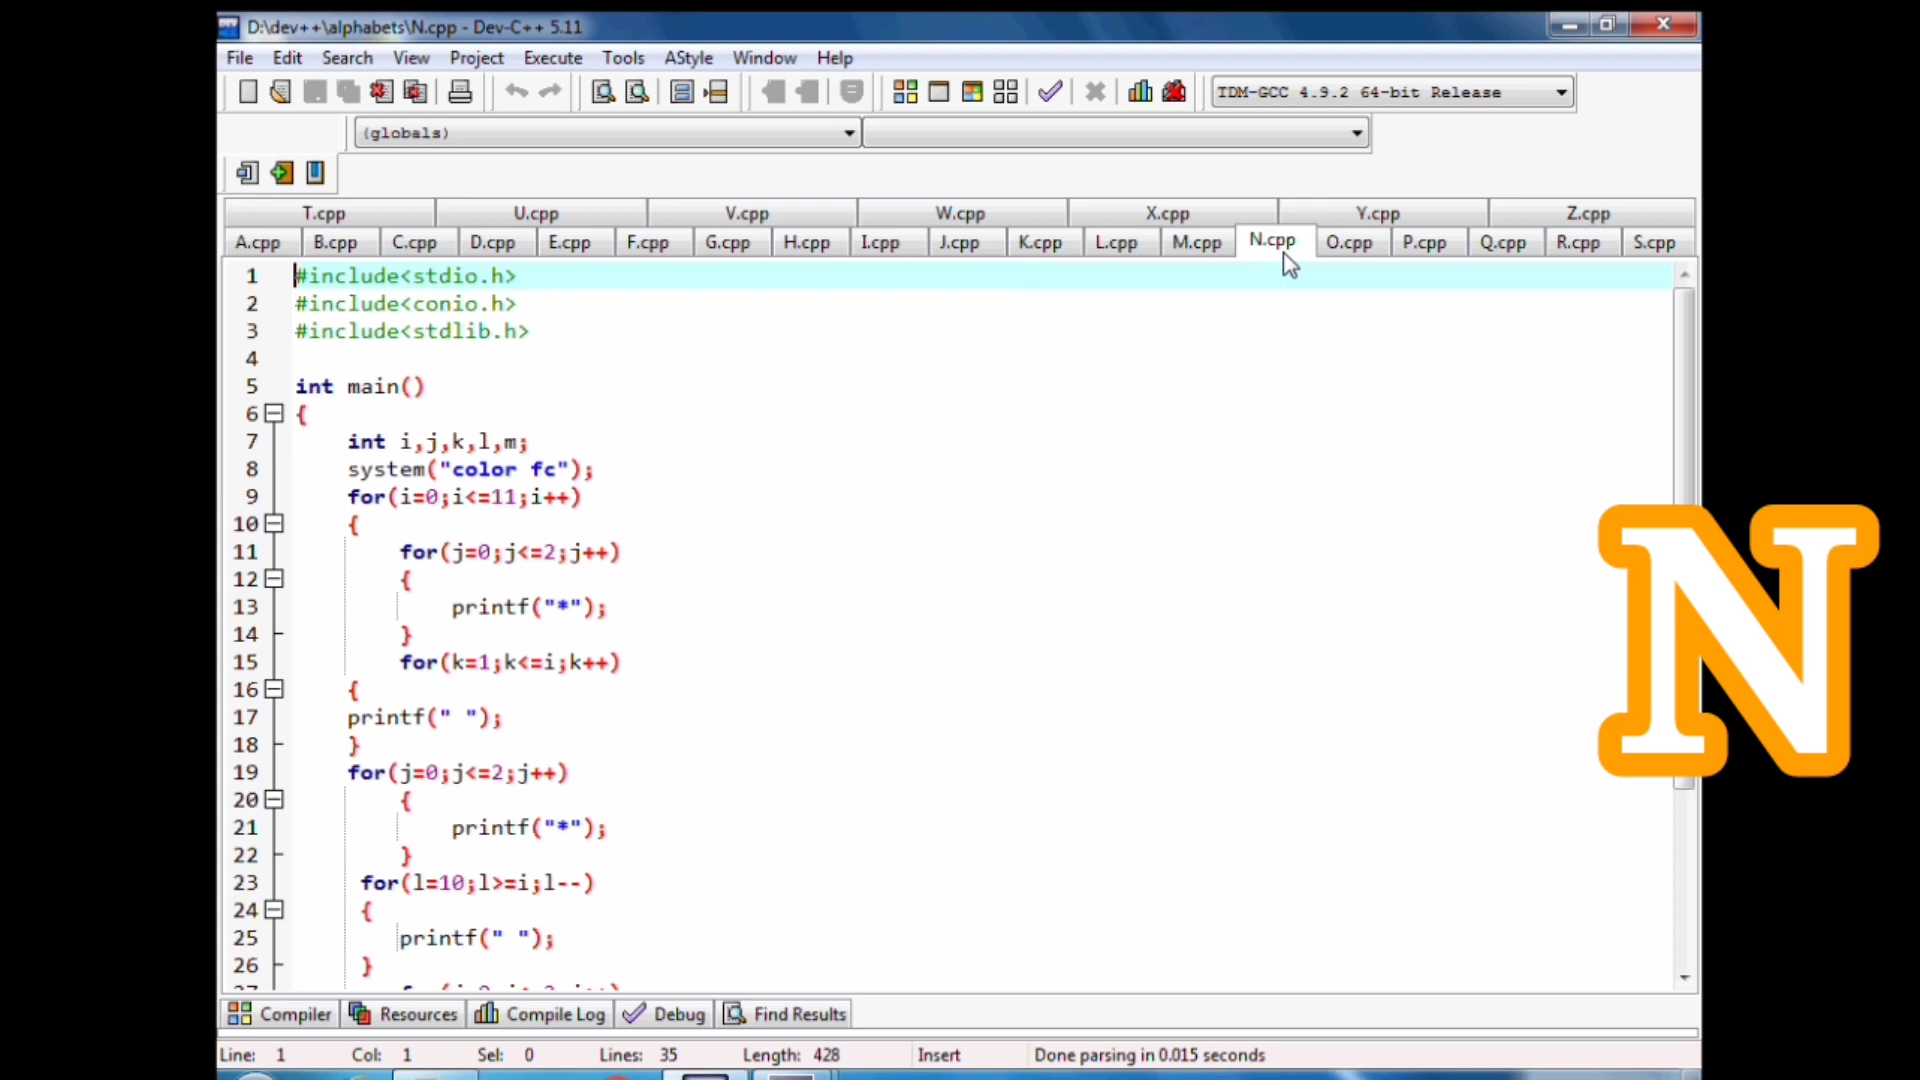 D:\dev++\alphabets\N.cpp - Dev-C++ 5.11
File Edit Search View Project Execute Tools AStyle Window Help
TDM-GCC 4.9.2 64-bit Release
(globals)
T.cpp U.cpp V.cpp W.cpp X.cpp Y.cpp Z.cpp
A.cpp B.cpp C.cpp D.cpp E.cpp F.cpp G.cpp H.cpp I.cpp J.cpp K.cpp L.cpp M.cpp N.cpp O.cpp P.cpp Q.cpp R.cpp S.cpp
1 #include<stdio.h>
2 #include<conio.h>
3 #include<stdlib.h>
4
5 int main()
6 {
7 int i,j,k,l,m;
8 system("color fc");
9 for(i=0;i<=11;i++)
10 {
11 for(j=0;j<=2;j++)
12 {
13 printf("*");
14 }
15 for(k=1;k<=i;k++)
16 {
17 printf(" ");
18 }
19 for(j=0;j<=2;j++)
20 {
21 printf("*");
22 }
23 for(l=10;l>=i;l--)
24 {
25 printf(" ");
26 }
N
Compiler Resources Compile Log Debug Find Results
Line: 1 Col: 1 Sel: 0 Lines: 35 Length: 428 Insert Done parsing in 0.015 seconds